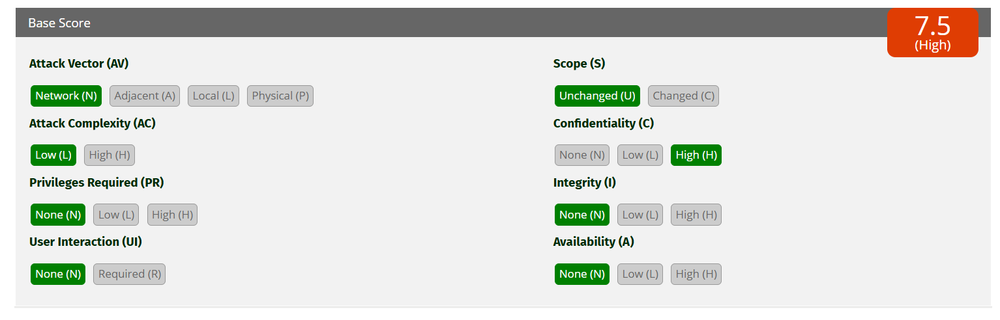 Base Score
7.5
(High)
Attack Vector (AV)
Network (N) Adjacent (A) Local (L) Physical (P)
Attack Complexity (AC)
Low (L) High (H)
Privileges Required (PR)
None (N) Low (L) High (H)
User Interaction (UI)
None (N) Required (R)
Scope (S)
Unchanged (U) Changed (C)
Confidentiality (C)
None (N) Low (L) High (H)
Integrity (I)
None (N) Low (L) High (H)
Availability (A)
None (N) Low (L) High (H)